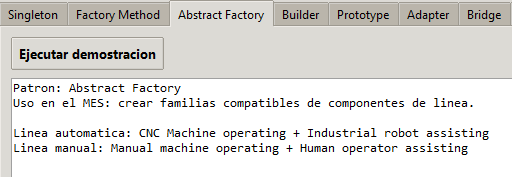 Singleton Factory Method Abstract Factory Builder Prototype Adapter Bridge
Ejecutar demostracion
Patron: Abstract Factory
Uso en el MES: crear familias compatibles de componentes de linea.
Linea automatica: CNC Machine operating + Industrial robot assisting
Linea manual: Manual machine operating + Human operator assisting